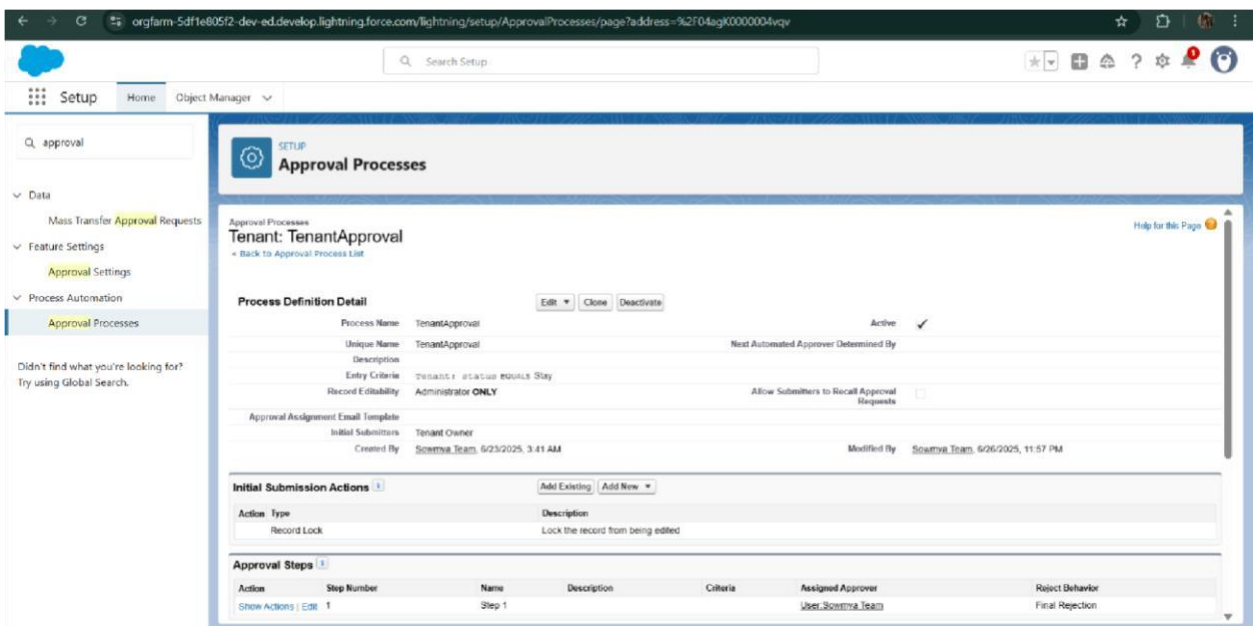 orgfarm-5df1e805f2-dev-ed.develop.lightning.force.com/lightning/setup/ApprovalProcesses/page?address=%2F04agK0000004vqv
Search Setup
Setup Home Object Manager
approval
Data
Mass Transfer Approval Requests
Feature Settings
Approval Settings
Process Automation
Approval Processes
Didn't find what you're looking for?
Try using Global Search.
SETUP
Approval Processes
Approval Processes
Tenant: TenantApproval
« Back to Approval Process List
Help for this Page
Process Definition Detail Edit Clone Deactivate
Process Name TenantApproval Active
Unique Name TenantApproval Next Automated Approver Determined By
Description
Entry Criteria Tenant: status EQUALS Stay
Record Editability Administrator ONLY Allow Submitters to Recall Approval
Requests
Approval Assignment Email Template
Initial Submitters Tenant Owner
Created By Sowmya Team, 6/23/2025, 3:41 AM Modified By Sowmya Team, 6/26/2025, 11:57 PM
Initial Submission Actions Add Existing Add New
Action Type Description
Record Lock Lock the record from being edited
Approval Steps
Action Step Number Name Description Criteria Assigned Approver Reject Behavior
Show Actions | Edit 1 Step 1 User:Sowmya Team Final Rejection